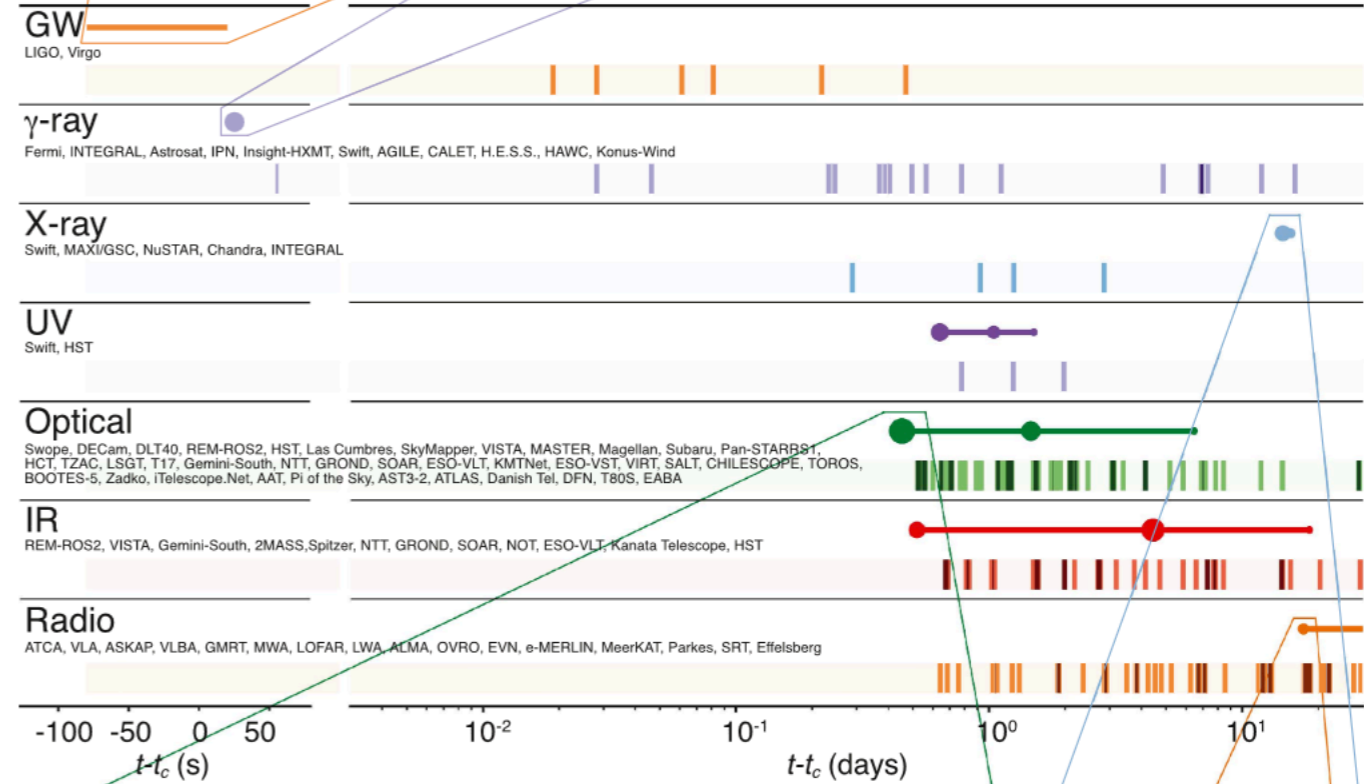 GW
LIGO, Virgo
γ-ray
Fermi, INTEGRAL, Astrosat, IPN, Insight-HXMT, Swift, AGILE, CALET, H.E.S.S., HAWC, Konus-Wind
X-ray
Swift, MAXI/GSC, NuSTAR, Chandra, INTEGRAL
UV
Swift, HST
Optical
Swope, DECam, DLT40, REM-ROS2, HST, Las Cumbres, SkyMapper, VISTA, MASTER, Magellan, Subaru, Pan-STARRS1,
HCT, TZAC, LSGT, T17, Gemini-South, NTT, GROND, SOAR, ESO-VLT, KMTNet, ESO-VST, VIRT, SALT, CHILESCOPE, TOROS,
BOOTES-5, Zadko, iTelescope.Net, AAT, Pi of the Sky, AST3-2, ATLAS, Danish Tel, DFN, T80S, EABA
IR
REM-ROS2, VISTA, Gemini-South, 2MASS,Spitzer, NTT, GROND, SOAR, NOT, ESO-VLT, Kanata Telescope, HST
Radio
ATCA, VLA, ASKAP, VLBA, GMRT, MWA, LOFAR, LWA, ALMA, OVRO, EVN, e-MERLIN, MeerKAT, Parkes, SRT, Effelsberg
-100 -50 0 50 10⁻² 10⁻¹ 10⁰ 10¹
t-t_c (s) t-t_c (days)